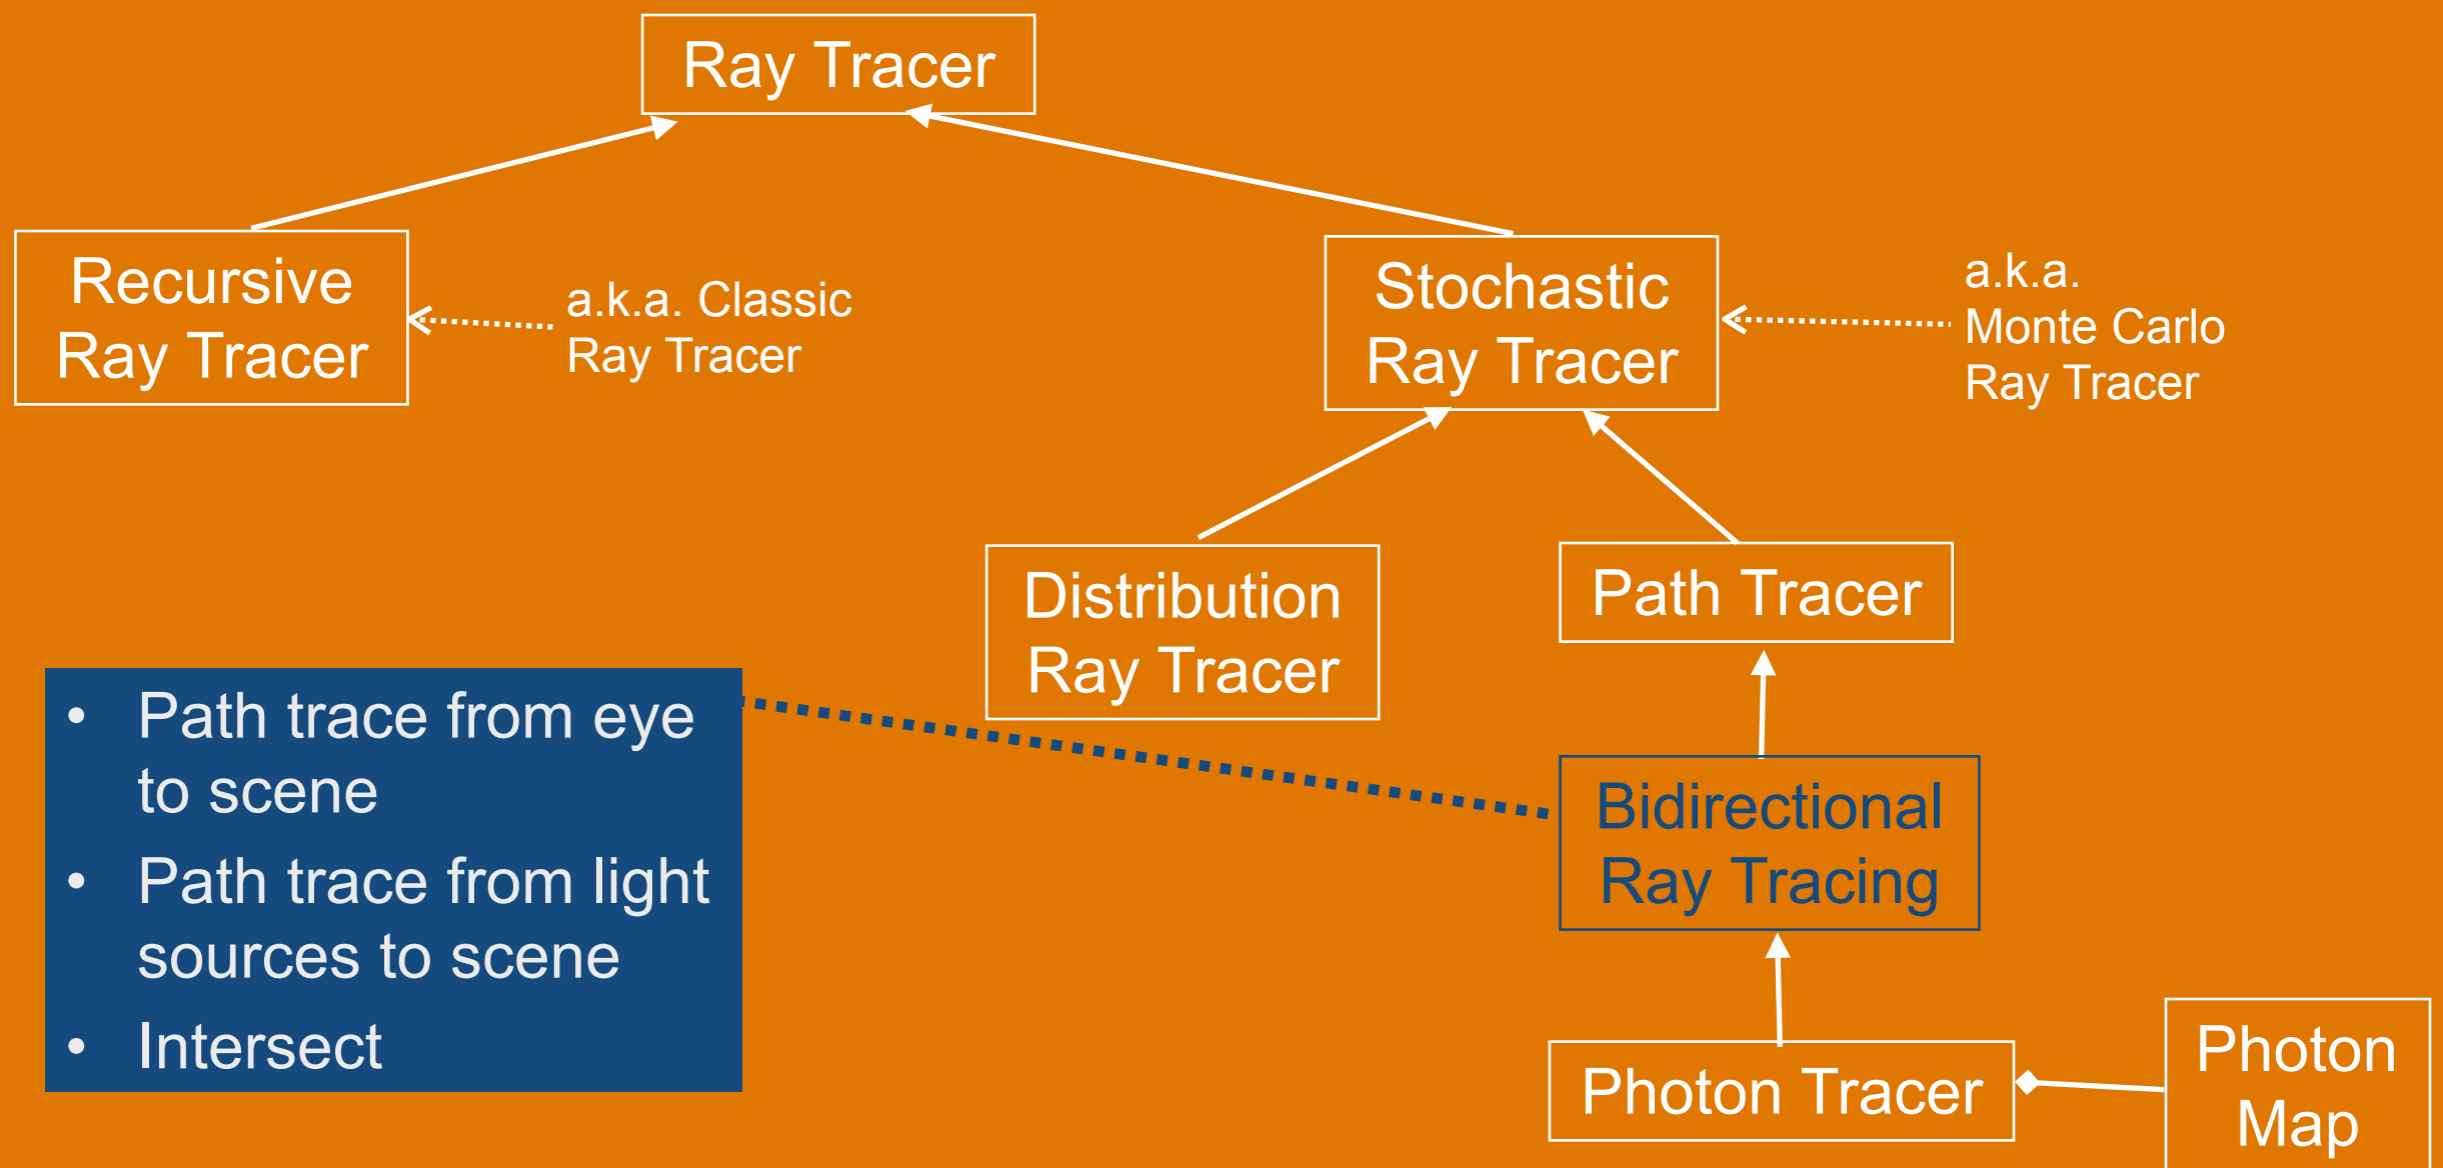 Ray Tracer
Recursive
Ray Tracer
a.k.a. Classic
Ray Tracer
Stochastic
Ray Tracer
a.k.a.
Monte Carlo
Ray Tracer
Distribution
Ray Tracer
Path Tracer
• Path trace from eye
to scene
• Path trace from light
sources to scene
• Intersect
Bidirectional
Ray Tracing
Photon Tracer
Photon
Map